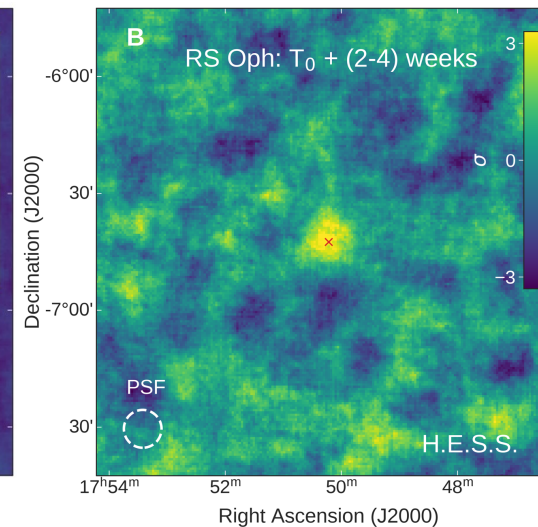 B
RS Oph: T₀ + (2-4) weeks
3
0
−3
σ
-6°00'
30'
-7°00'
30'
Declination (J2000)
PSF
H.E.S.S.
17ʰ54ᵐ 52ᵐ 50ᵐ 48ᵐ
Right Ascension (J2000)